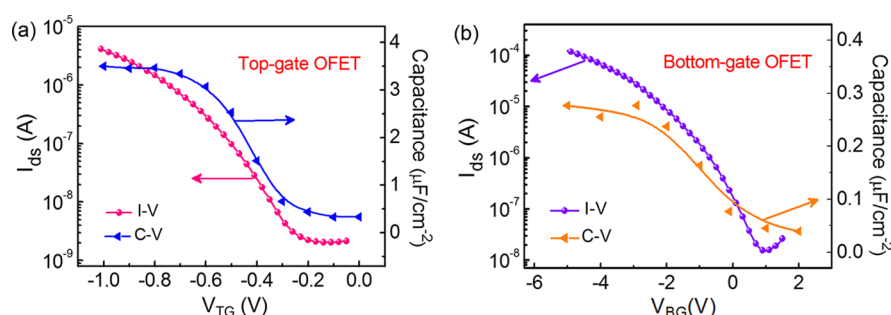 (a)
Top-gate OFET
I-V
C-V
10⁻⁵
10⁻⁶
10⁻⁷
10⁻⁸
10⁻⁹
I_ds (A)
4
3
2
1
0
Capacitance (μF/cm⁻²)
-1.0 -0.8 -0.6 -0.4 -0.2 0.0
V_TG (V)
(b)
Bottom-gate OFET
I-V
C-V
10⁻⁴
10⁻⁵
10⁻⁶
10⁻⁷
10⁻⁸
I_ds (A)
0.4
0.3
0.2
0.1
0.0
Capacitance (μF/cm⁻²)
-6 -4 -2 0 2
V_BG(V)